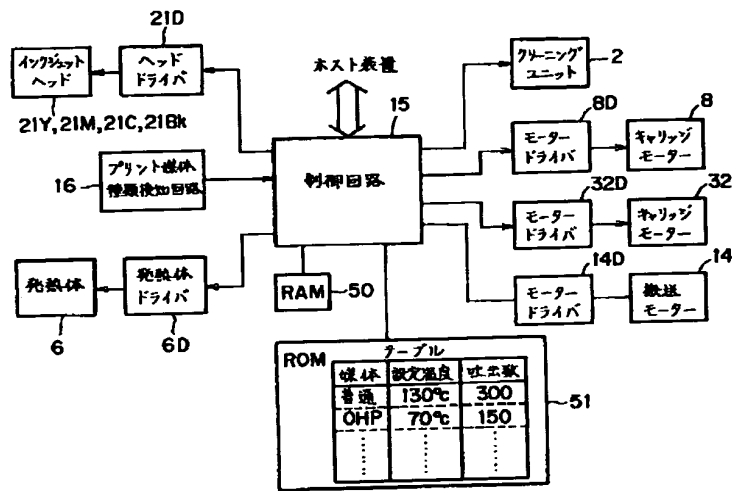 21D
インクジェット
ヘッド
ヘッド
ドライバ
ホスト装置
クリーニング
ユニット
2
21Y,21M,21C,21Bk
15
8D
8
制御回路
モーター
ドライバ
キャリッジ
モーター
16
プリント媒体
種類検知回路
32D
32
モーター
ドライバ
キャリッジ
モーター
発熱体
発熱体
ドライバ
6
6D
RAM
50
14D
14
モーター
ドライバ
搬送
モーター
ROM
テーブル
51
媒体 設定温度 吐出数
普通 130℃ 300
OHP 70℃ 150